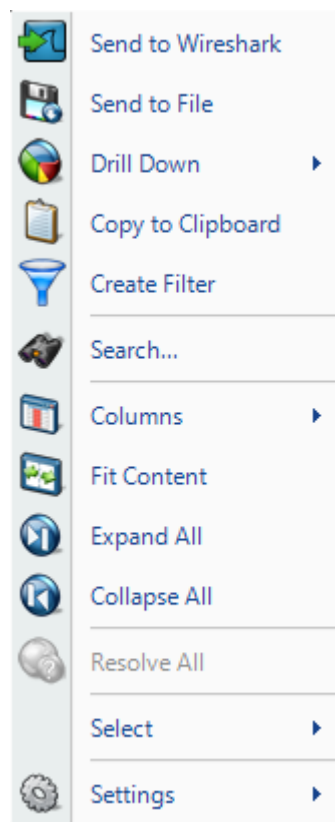 Send to Wireshark
Send to File
Drill Down
Copy to Clipboard
Create Filter
Search...
Columns
Fit Content
Expand All
Collapse All
Resolve All
Select
Settings